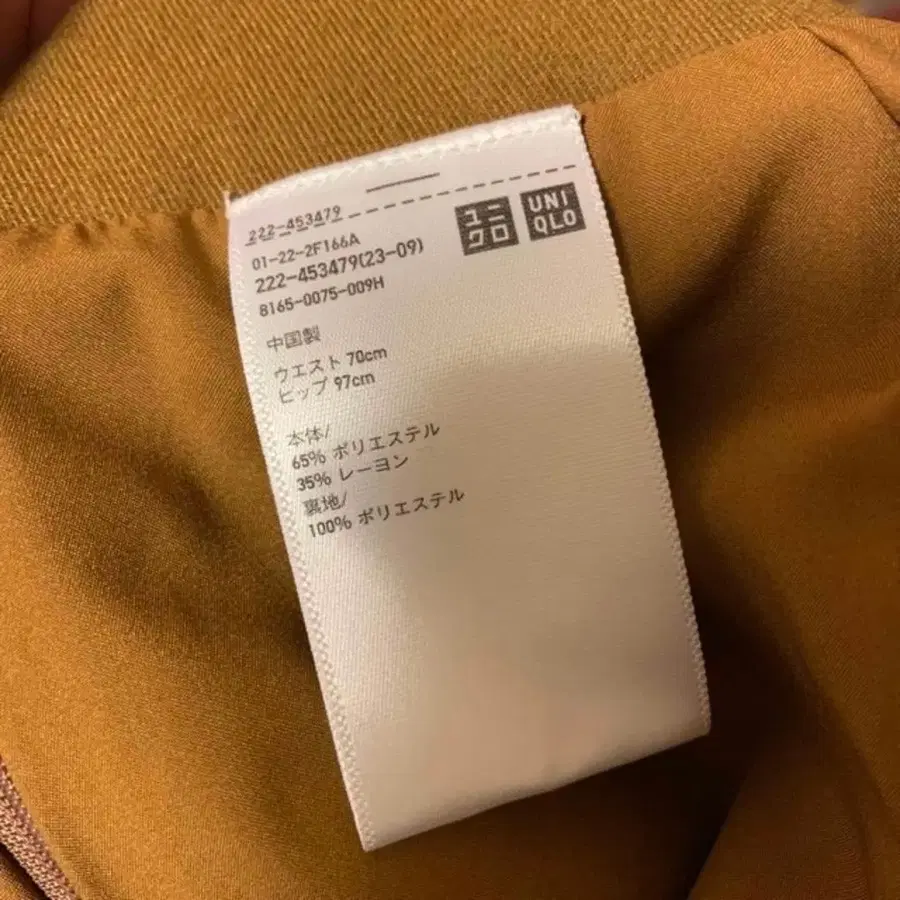 222-453479
ユニ
クロ
UNI
QLO
01-22-2F166A
222-453479(23-09)
8165-0075-009H
中国製
ウエスト 70cm
ヒップ 97cm
本体/
65% ポリエステル
35% レーヨン
裏地/
100% ポリエステル